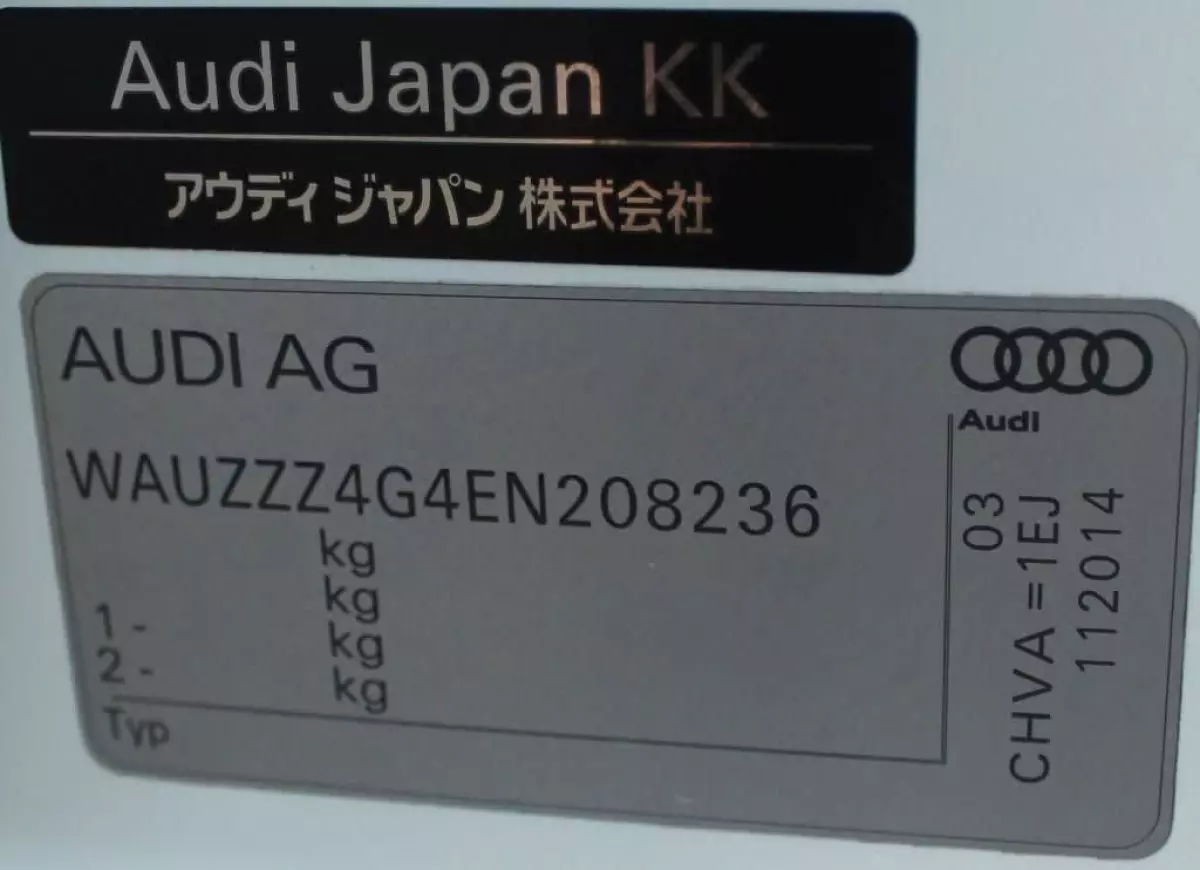 Audi Japan KK
アウディ ジャパン 株式会社
AUDI AG
Audi
WAUZZZ4G4EN208236
kg
kg
1 - kg
2 - kg
Typ
03
CHVA =1EJ
112014